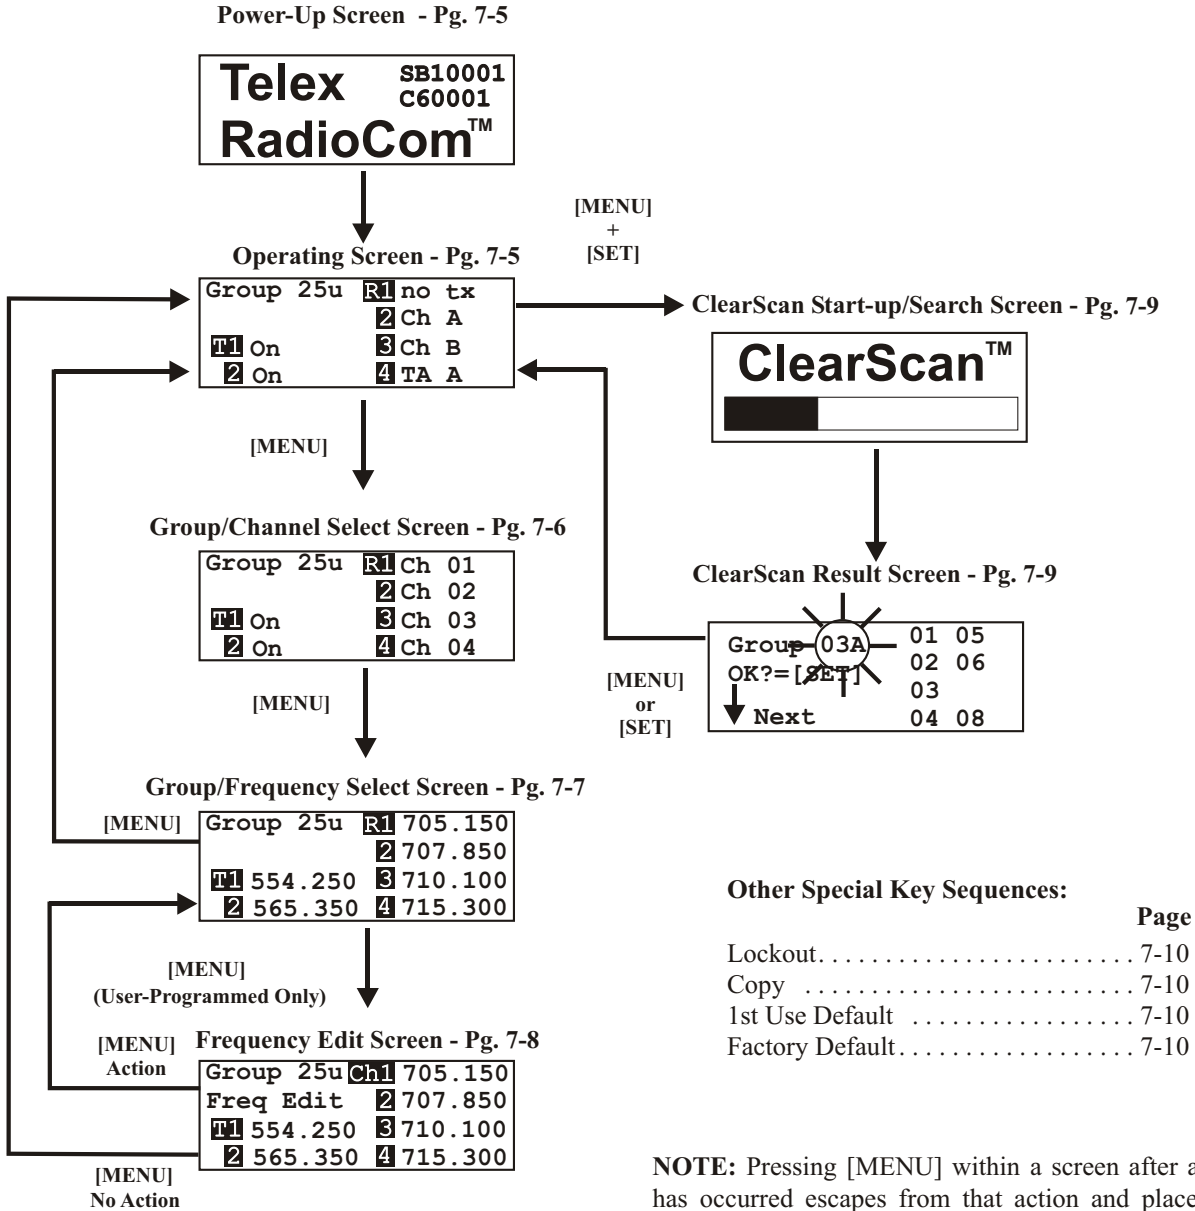 Power-Up Screen - Pg. 7-5
Telex SB10001
C60001
RadioCom™
[MENU]
+
[SET]
Operating Screen - Pg. 7-5
Group 25u R1 no tx
2 Ch A
T1 On 3 Ch B
2 On 4 TA A
ClearScan Start-up/Search Screen - Pg. 7-9
ClearScan™
[MENU]
Group/Channel Select Screen - Pg. 7-6
Group 25u R1 Ch 01
2 Ch 02
T1 On 3 Ch 03
2 On 4 Ch 04
ClearScan Result Screen - Pg. 7-9
Group 03A 01 05
OK?=[SET] 02 06
03
Next 04 08
[MENU]
or
[SET]
[MENU]
Group/Frequency Select Screen - Pg. 7-7
[MENU]
Group 25u R1 705.150
2 707.850
T1 554.250 3 710.100
2 565.350 4 715.300
[MENU]
(User-Programmed Only)
[MENU]
Action
Frequency Edit Screen - Pg. 7-8
Group 25u Ch1 705.150
Freq Edit 2 707.850
T1 554.250 3 710.100
2 565.350 4 715.300
[MENU]
No Action
Other Special Key Sequences:
Page
Lockout. . . . . . . . . . . . . . . . . . . . . . . . 7-10
Copy . . . . . . . . . . . . . . . . . . . . . . . . . 7-10
1st Use Default . . . . . . . . . . . . . . . . . 7-10
Factory Default. . . . . . . . . . . . . . . . . . 7-10
NOTE: Pressing [MENU] within a screen after a
has occurred escapes from that action and place